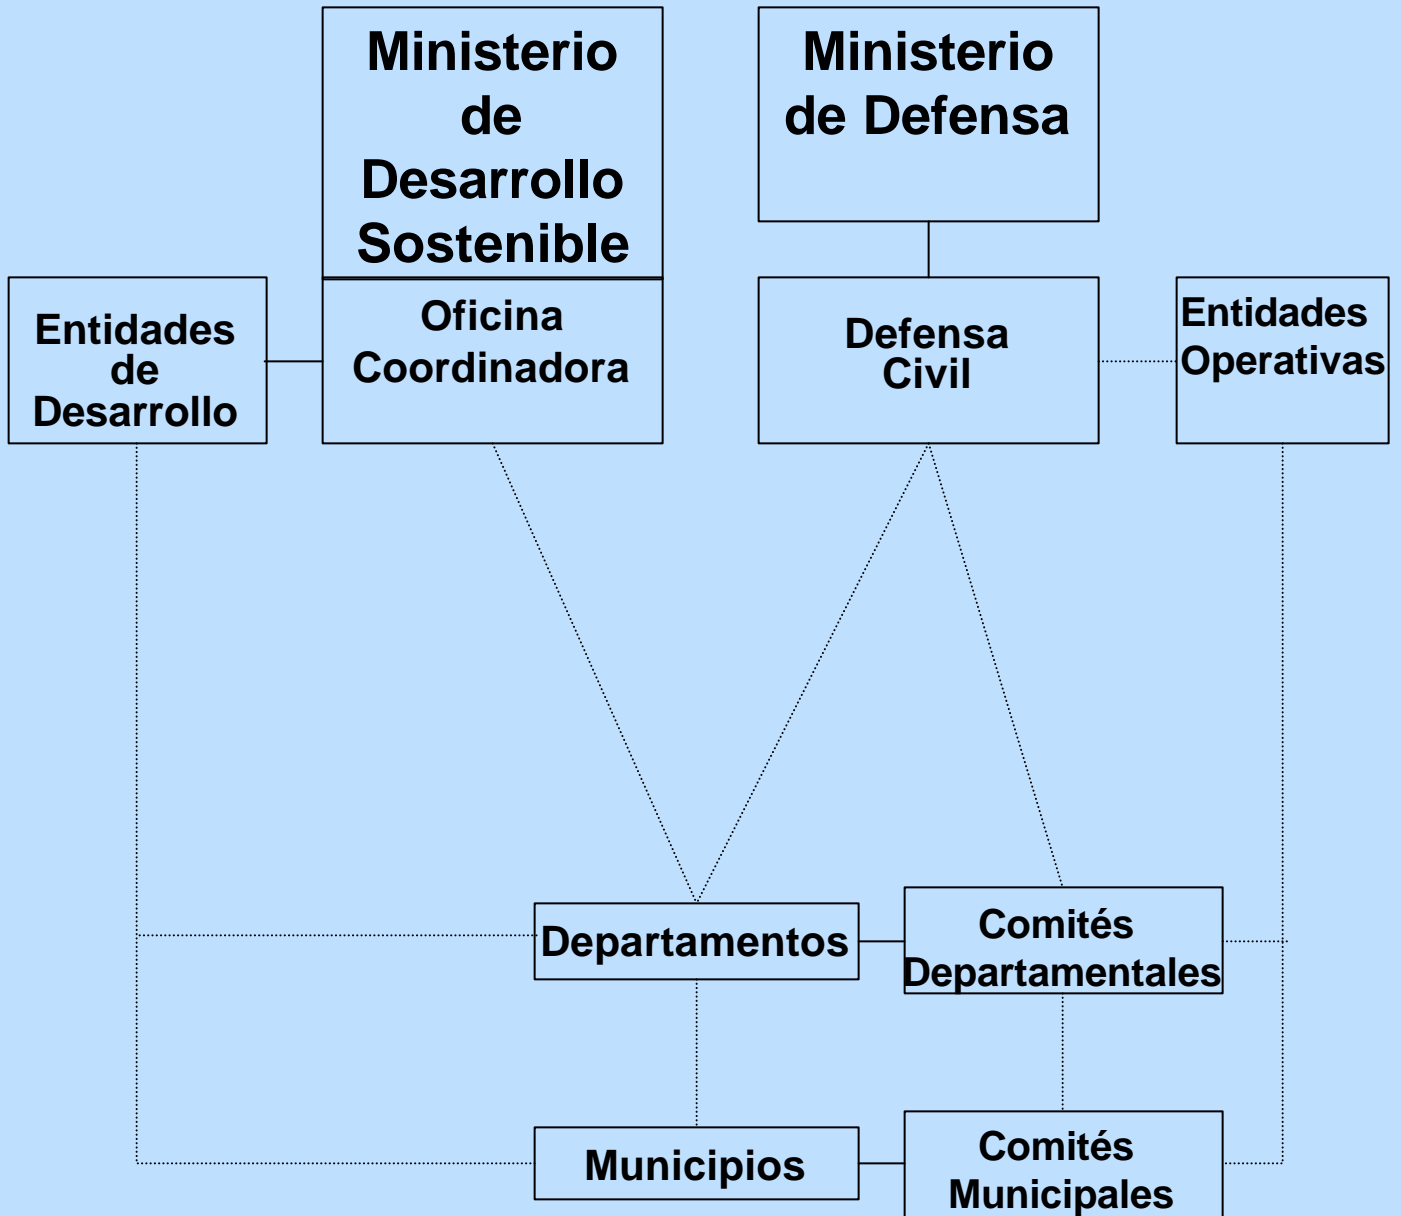 Ministerio
de
Desarrollo
Sostenible
Ministerio
de Defensa
Entidades
de
Desarrollo
Oficina
Coordinadora
Defensa
Civil
Entidades
Operativas
Departamentos
Comités
Departamentales
Municipios
Comités
Municipales